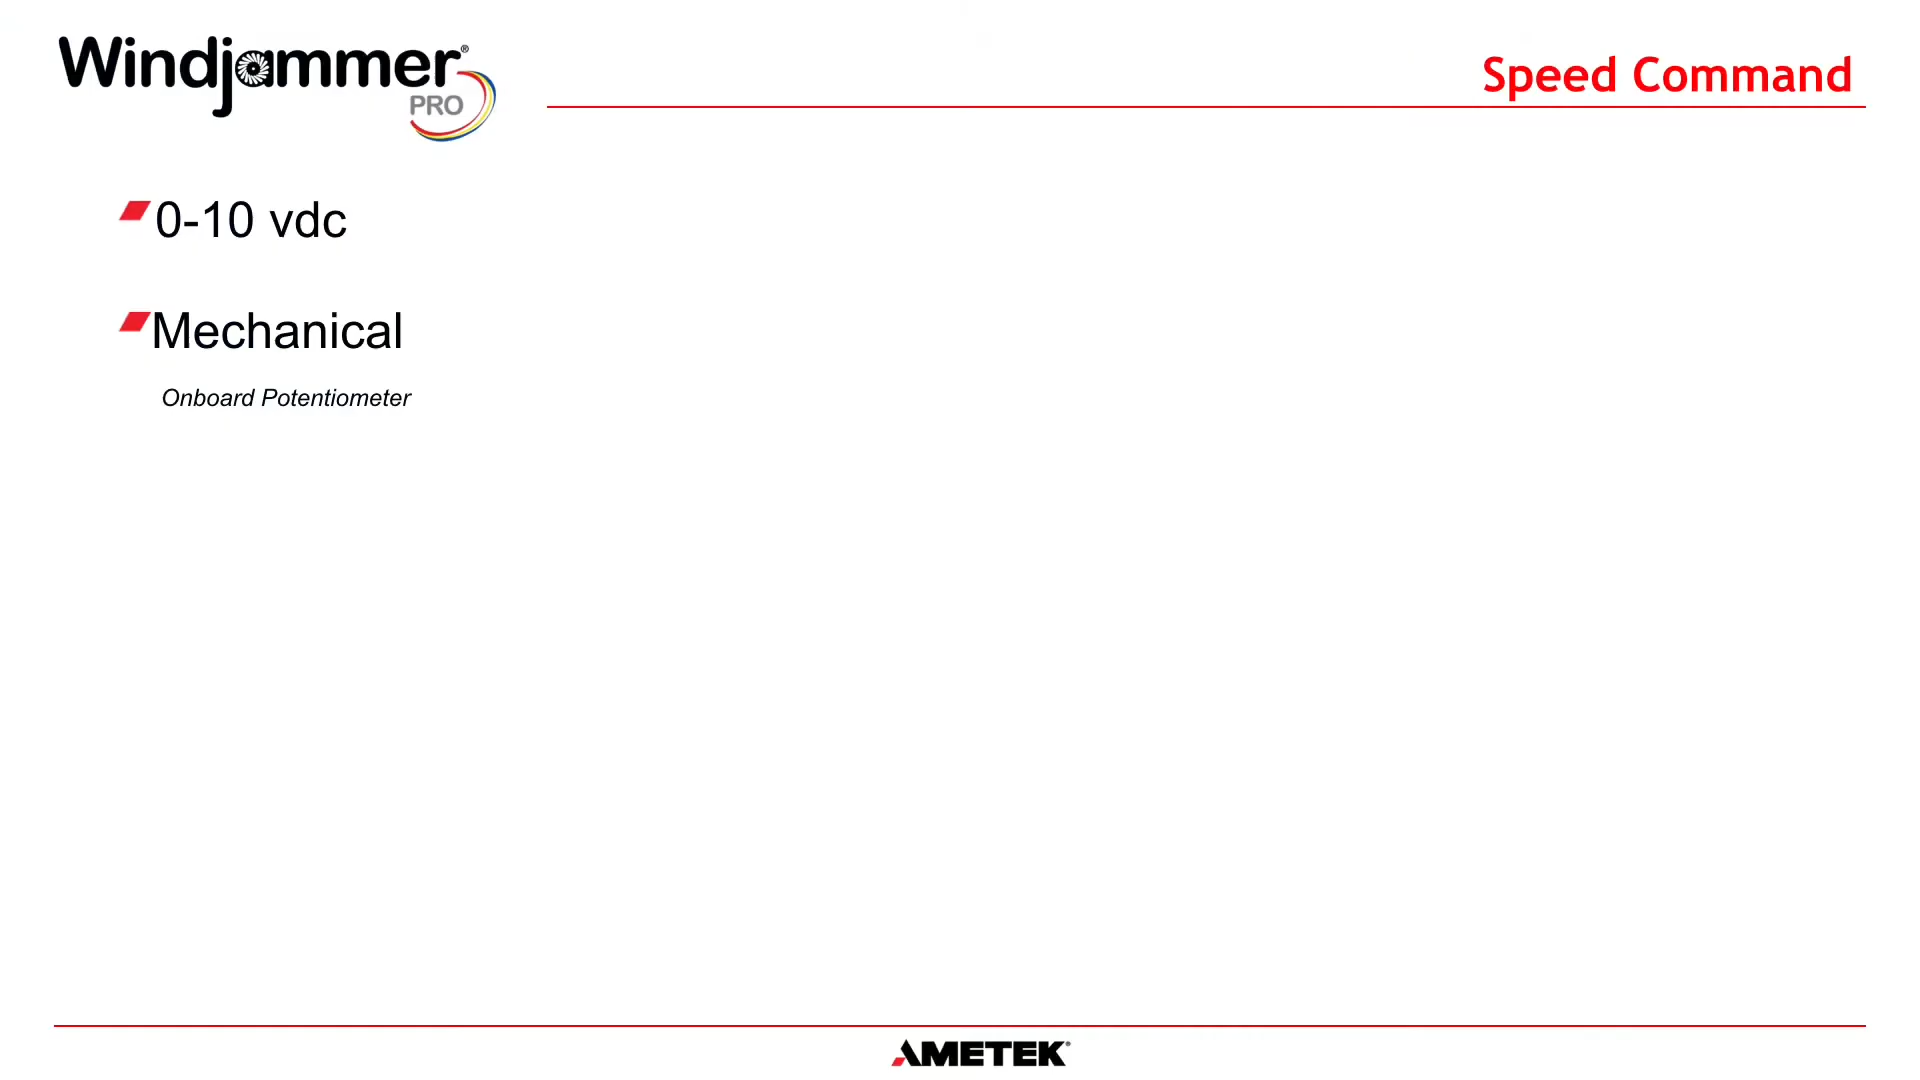 Windjammer®
PRO
Speed Command
0-10 vdc
Mechanical
Onboard Potentiometer
AMETEK®